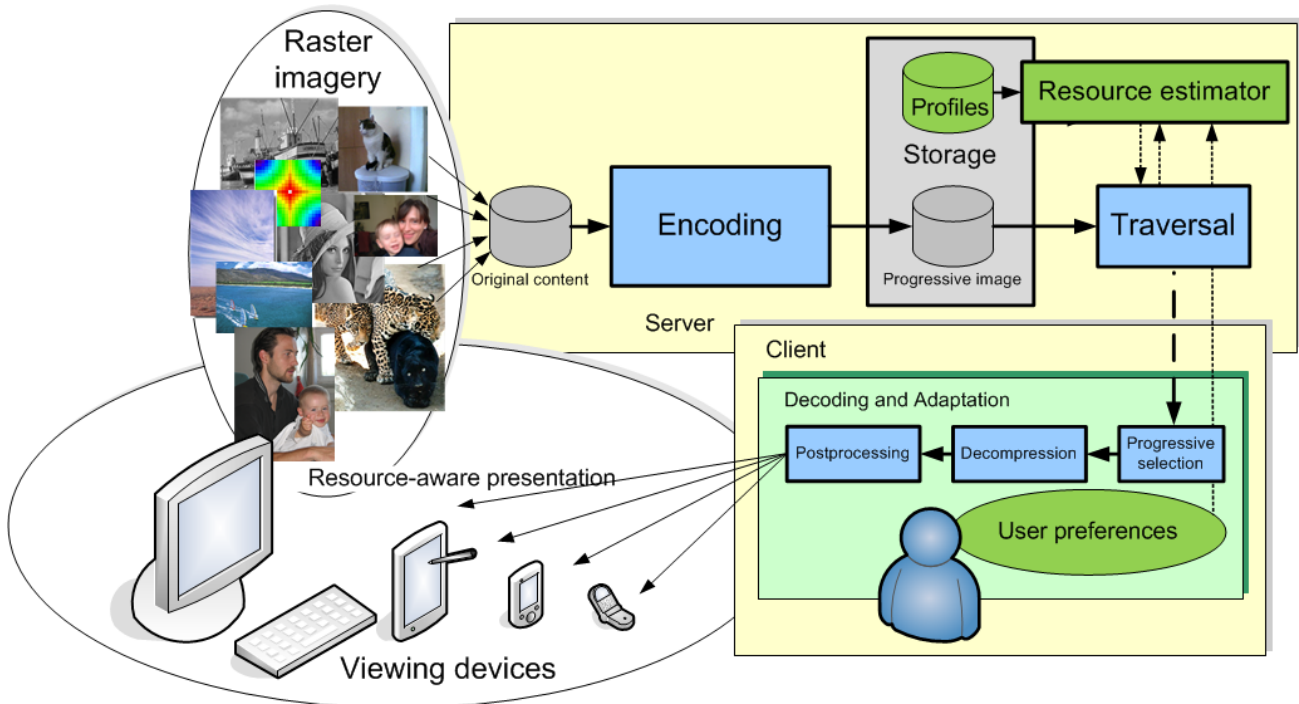 Raster
imagery
Profiles
Resource estimator
Storage
Encoding
Traversal
Original content
Progressive image
Server
Client
Decoding and Adaptation
Postprocessing
Decompression
Progressive
selection
Resource-aware presentation
User preferences
Viewing devices